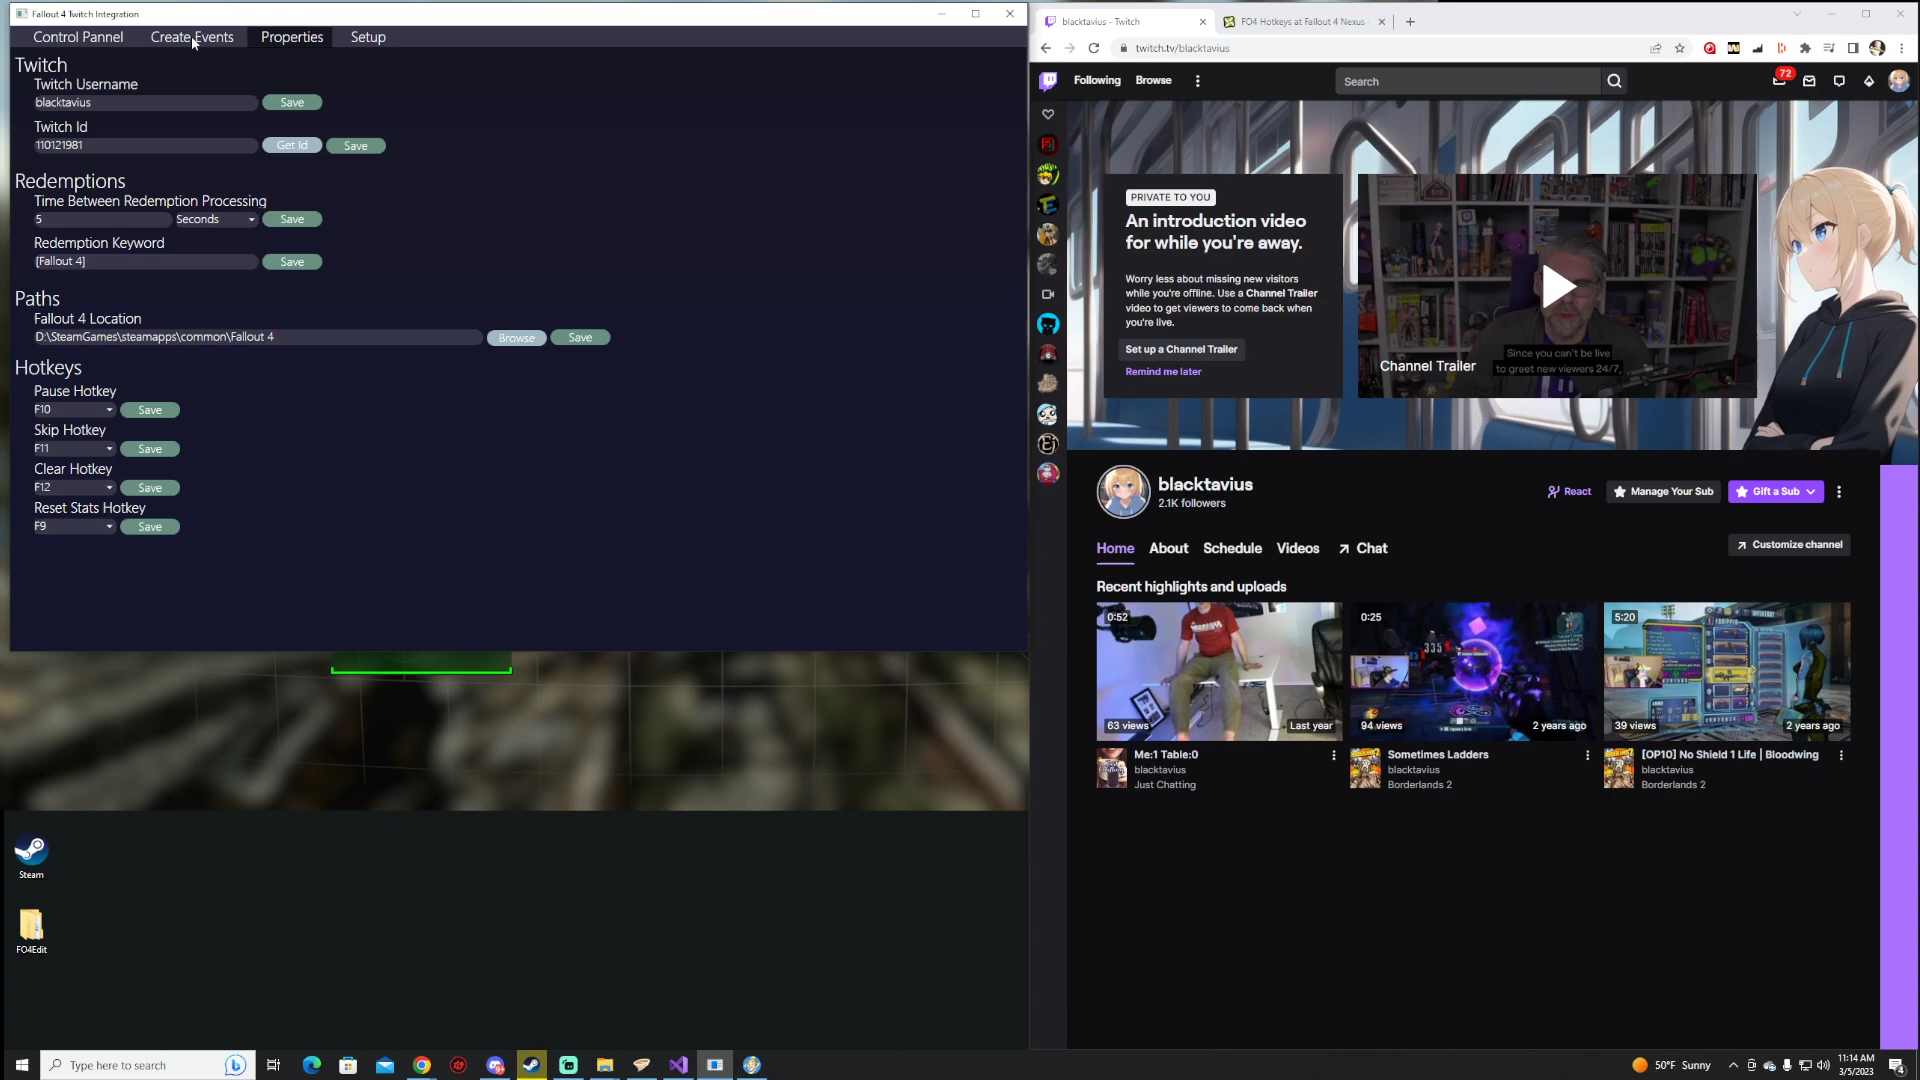 Fallout 4 Twitch Integration
Control Pannel
Create Events
Properties
Setup
Twitch
Twitch Username
blacktavius
Save
Twitch Id
110121981
Get Id
Save
Redemptions
Time Between Redemption Processing
5
Seconds
Save
Redemption Keyword
[Fallout 4]
Save
Paths
Fallout 4 Location
D:\SteamGames\steamapps\common\Fallout 4
Browse
Save
Hotkeys
Pause Hotkey
F10
Save
Skip Hotkey
F11
Save
Clear Hotkey
F12
Save
Reset Stats Hotkey
F9
Save
blacktavius - Twitch
FO4 Hotkeys at Fallout 4 Nexus
twitch.tv/blacktavius
Following
Browse
Search
72
PRIVATE TO YOU
An introduction video
for while you're away.
Worry less about missing new visitors
while you're offline. Use a Channel Trailer
video to get viewers to come back when
you're live.
Set up a Channel Trailer
Remind me later
Channel Trailer
Since you can't be live
to greet new viewers 24/7,
blacktavius
2.1K followers
React
Manage Your Sub
Gift a Sub
Home
About
Schedule
Videos
Chat
Customize channel
Recent highlights and uploads
0:52
63 views
Last year
Me:1 Table:0
blacktavius
Just Chatting
0:25
335
94 views
2 years ago
Sometimes Ladders
blacktavius
Borderlands 2
5:20
39 views
2 years ago
[OP10] No Shield 1 Life | Bloodwing
blacktavius
Borderlands 2
Steam
FO4Edit
Type here to search
50°F Sunny
11:14 AM
3/5/2023
4